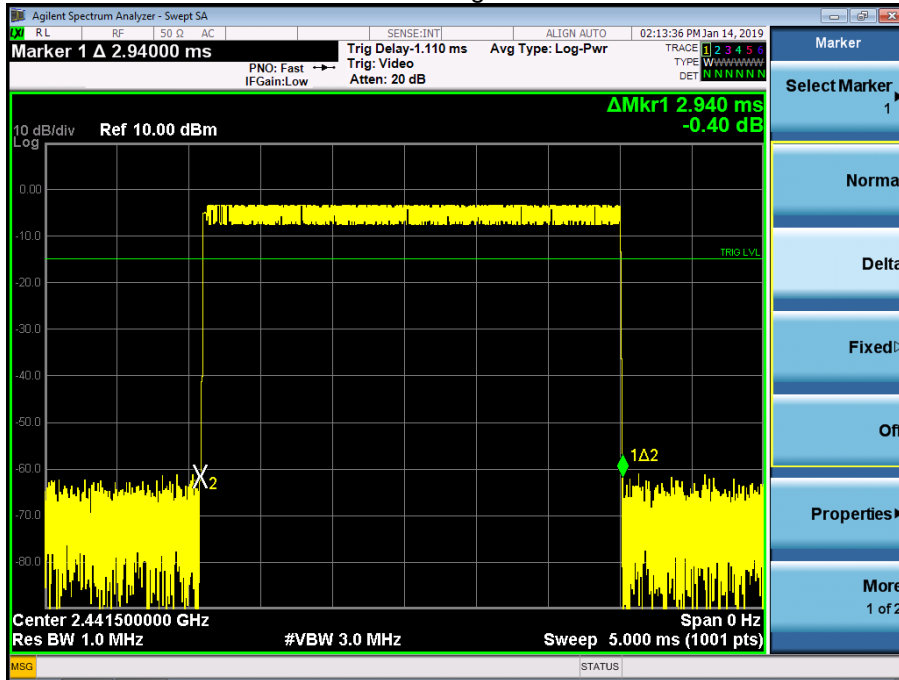 Agilent Spectrum Analyzer - Swept SA
LXI RL RF 50 Ω AC SENSE:INT ALIGN AUTO 02:13:36 PM Jan 14, 2019
Marker 1 Δ 2.94000 ms
PNO: Fast
IFGain:Low
Trig Delay-1.110 ms
Trig: Video
Atten: 20 dB
Avg Type: Log-Pwr
TRACE 1 2 3 4 5 6
TYPE WWWWWW
DET N N N N N N
ΔMkr1 2.940 ms
-0.40 dB
10 dB/div Ref 10.00 dBm
Log
0.00
-10.0
TRIG LVL
-20.0
-30.0
-40.0
-50.0
1Δ2
-60.0
2
-70.0
-80.0
Center 2.441500000 GHz Span 0 Hz
Res BW 1.0 MHz #VBW 3.0 MHz Sweep 5.000 ms (1001 pts)
MSG STATUS
Marker
Select Marker
1
Norma
Delta
Fixed
Off
Properties
More
1 of 2